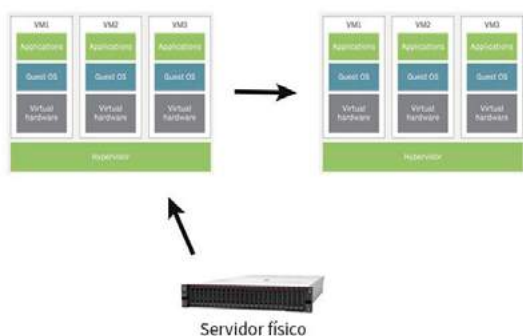 VM1 VM2 VM3
Applications Applications Applications
Guest OS Guest OS Guest OS
Virtual hardware Virtual hardware Virtual hardware
Hypervisor
VM1 VM2 VM3
Applications Applications Applications
Guest OS Guest OS Guest OS
Virtual hardware Virtual hardware Virtual hardware
Hypervisor
Servidor físico